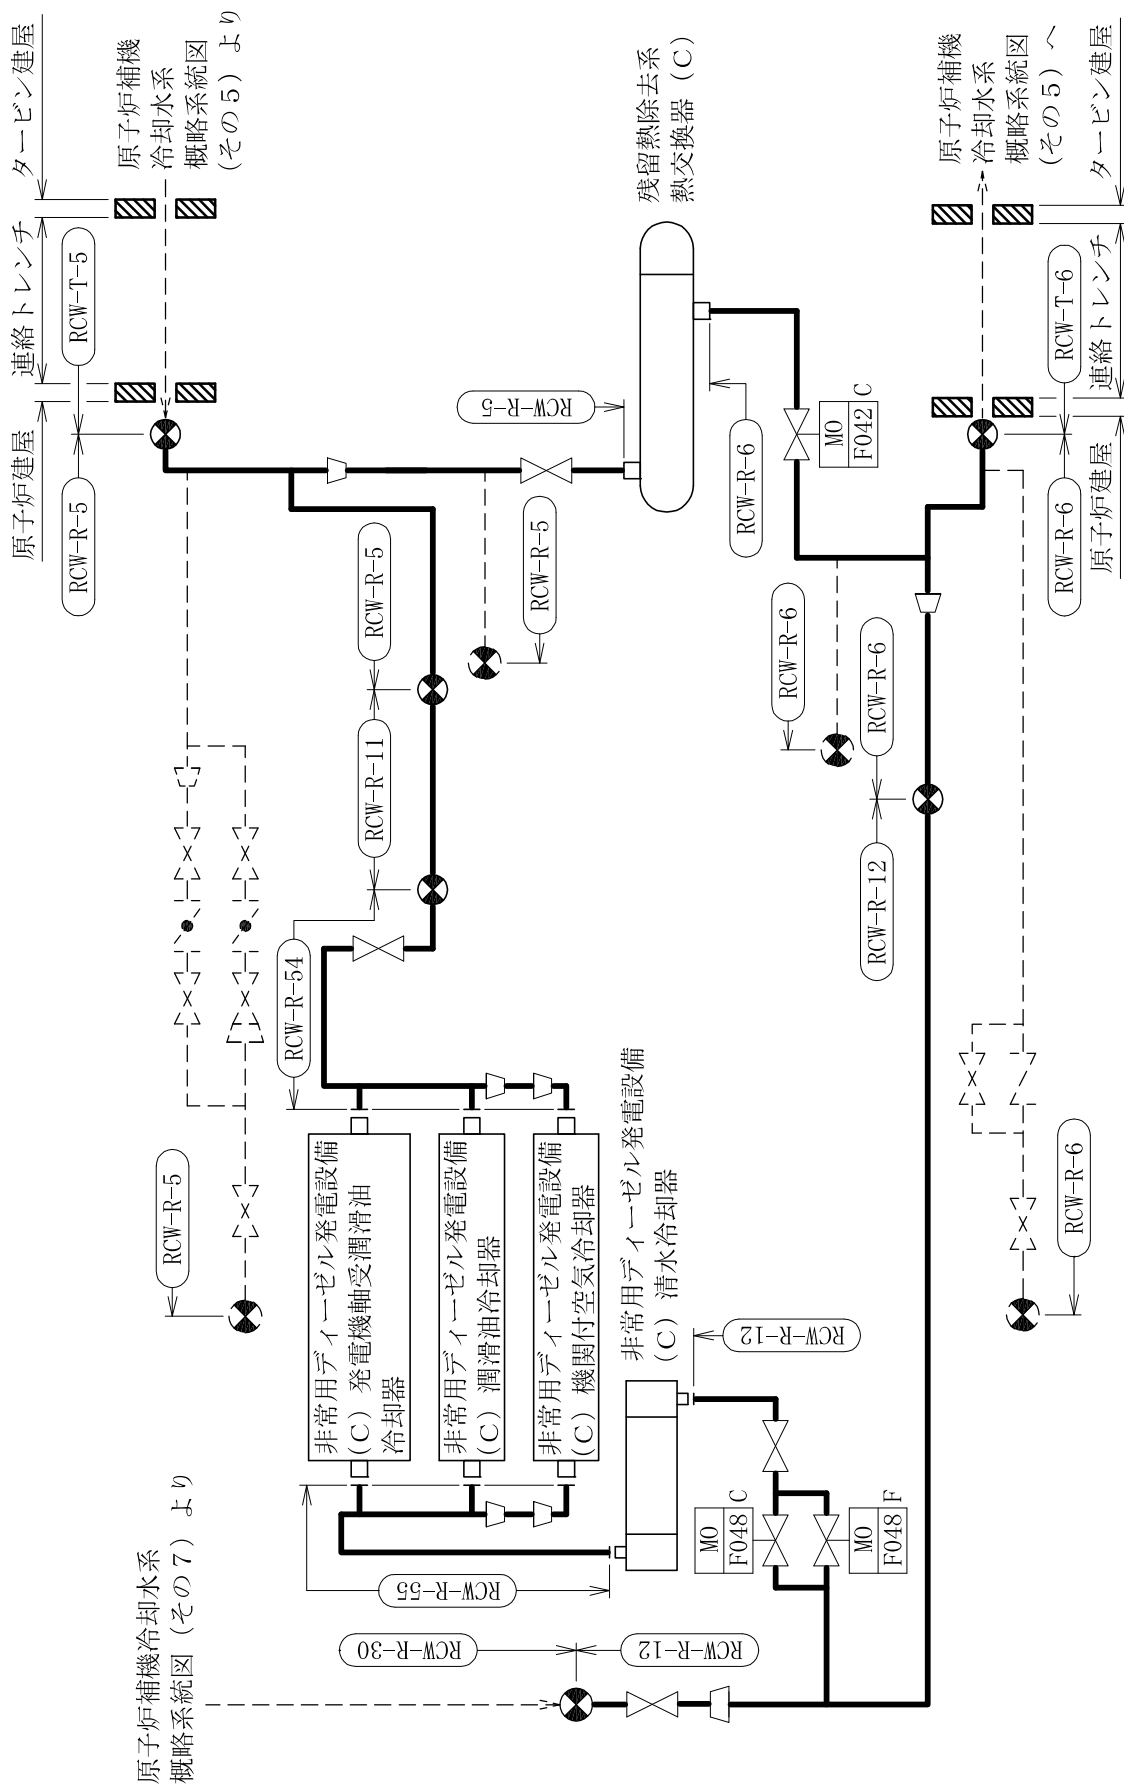 原子炉補機冷却水系
概略系統図（その７）より
RCW-R-30
RCW-R-12
RCW-R-55
MO
F048
C
MO
F048
F
非常用ディーゼル発電設備
（C）清水冷却器
RCW-R-12
非常用ディーゼル発電設備
（C）発電機軸受潤滑油
冷却器
非常用ディーゼル発電設備
（C）潤滑油冷却器
非常用ディーゼル発電設備
（C）機関付空気冷却器
RCW-R-5
RCW-R-54
RCW-R-11
RCW-R-5
RCW-R-5
RCW-R-5
RCW-T-5
原子炉建屋
連絡トレンチ
タービン建屋
原子炉補機
冷却水系
概略系統図
（その５）より
RCW-R-5
残留熱除去系
熱交換器（C）
RCW-R-6
MO
F042
C
RCW-R-6
RCW-R-12
RCW-R-6
RCW-R-6
RCW-R-6
RCW-T-6
原子炉建屋
連絡トレンチ
タービン建屋
原子炉補機
冷却水系
概略系統図
（その５）へ